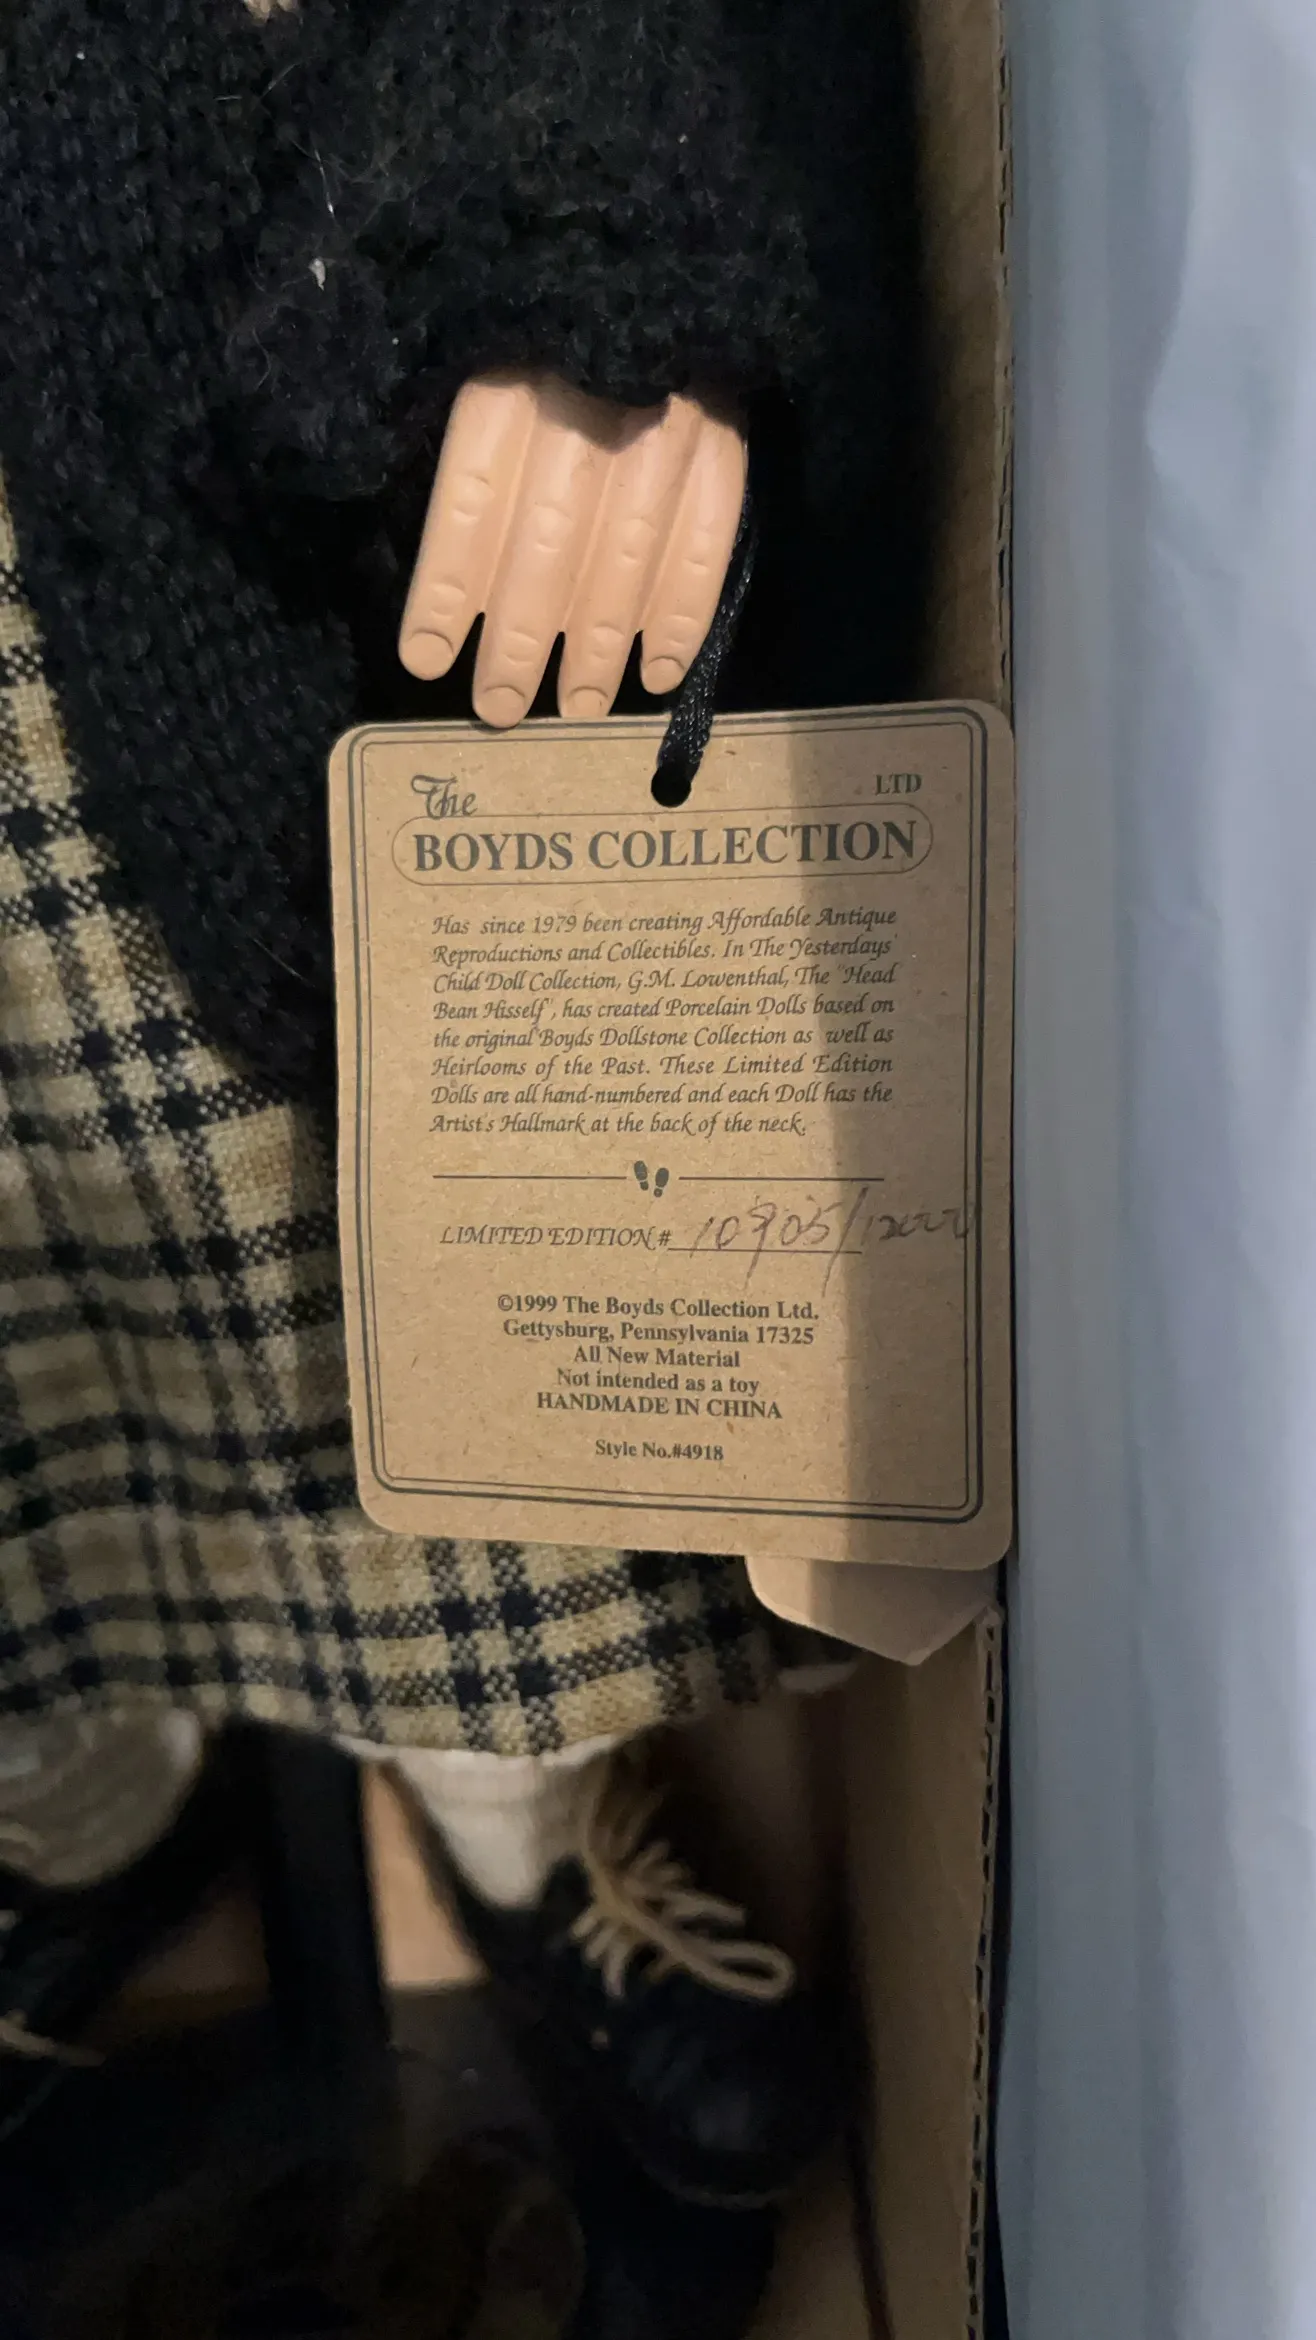 The
LTD
BOYDS COLLECTION
Has since 1979 been creating Affordable Antique
Reproductions and Collectibles. In The Yesterdays'
Child Doll Collection, G.M. Lowenthal, The "Head
Bean Hisself", has created Porcelain Dolls based on
the original Boyds Dollstone Collection as well as
Heirlooms of the Past. These Limited Edition
Dolls are all hand-numbered and each Doll has the
Artist's Hallmark at the back of the neck.
LIMITED EDITION # 10905/12000
©1999 The Boyds Collection Ltd.
Gettysburg, Pennsylvania 17325
All New Material
Not intended as a toy
HANDMADE IN CHINA
Style No.#4918